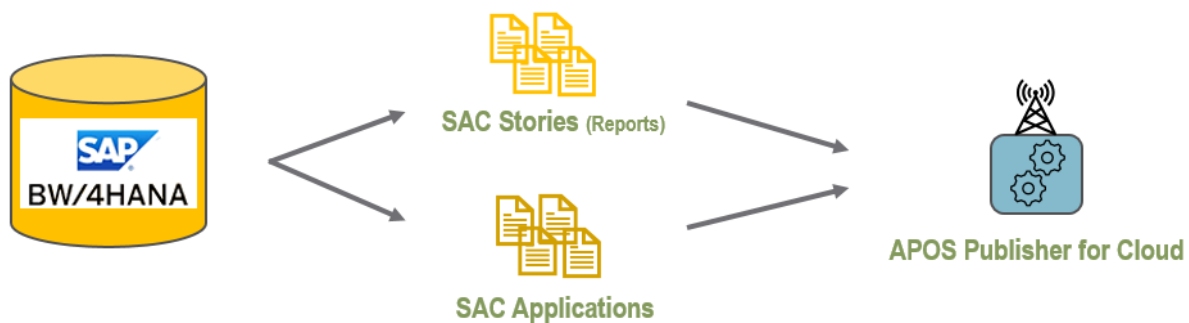 SAP
BW/4HANA
SAC Stories (Reports)
SAC Applications
APOS Publisher for Cloud